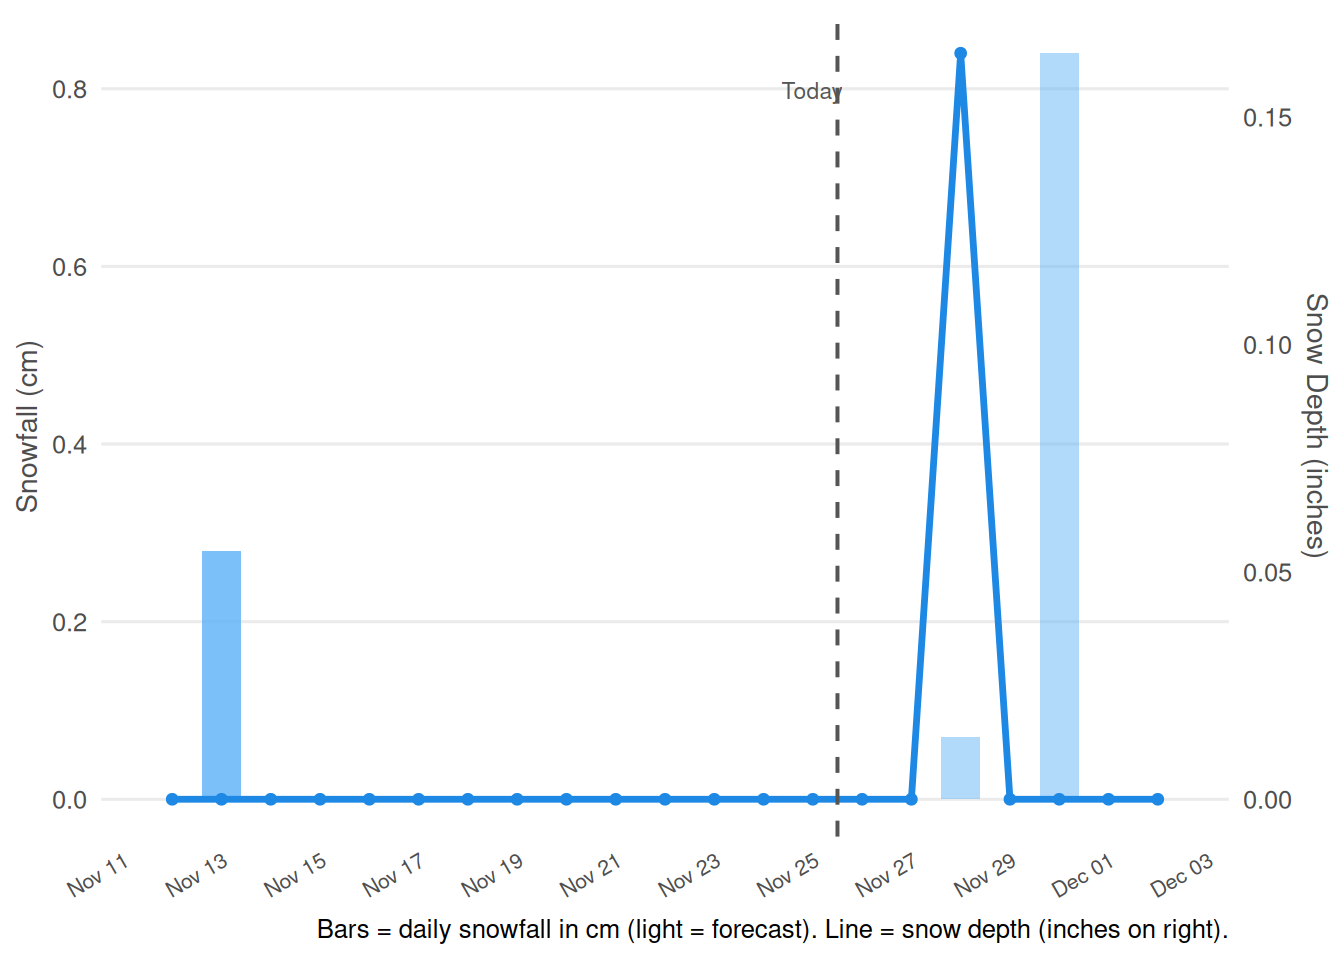 Today
0.8
0.6
0.4
0.2
0.0
Snowfall (cm)
0.15
0.10
0.05
0.00
Snow Depth (inches)
Nov 11
Nov 13
Nov 15
Nov 17
Nov 19
Nov 21
Nov 23
Nov 25
Nov 27
Nov 29
Dec 01
Dec 03
Bars = daily snowfall in cm (light = forecast). Line = snow depth (inches on right).